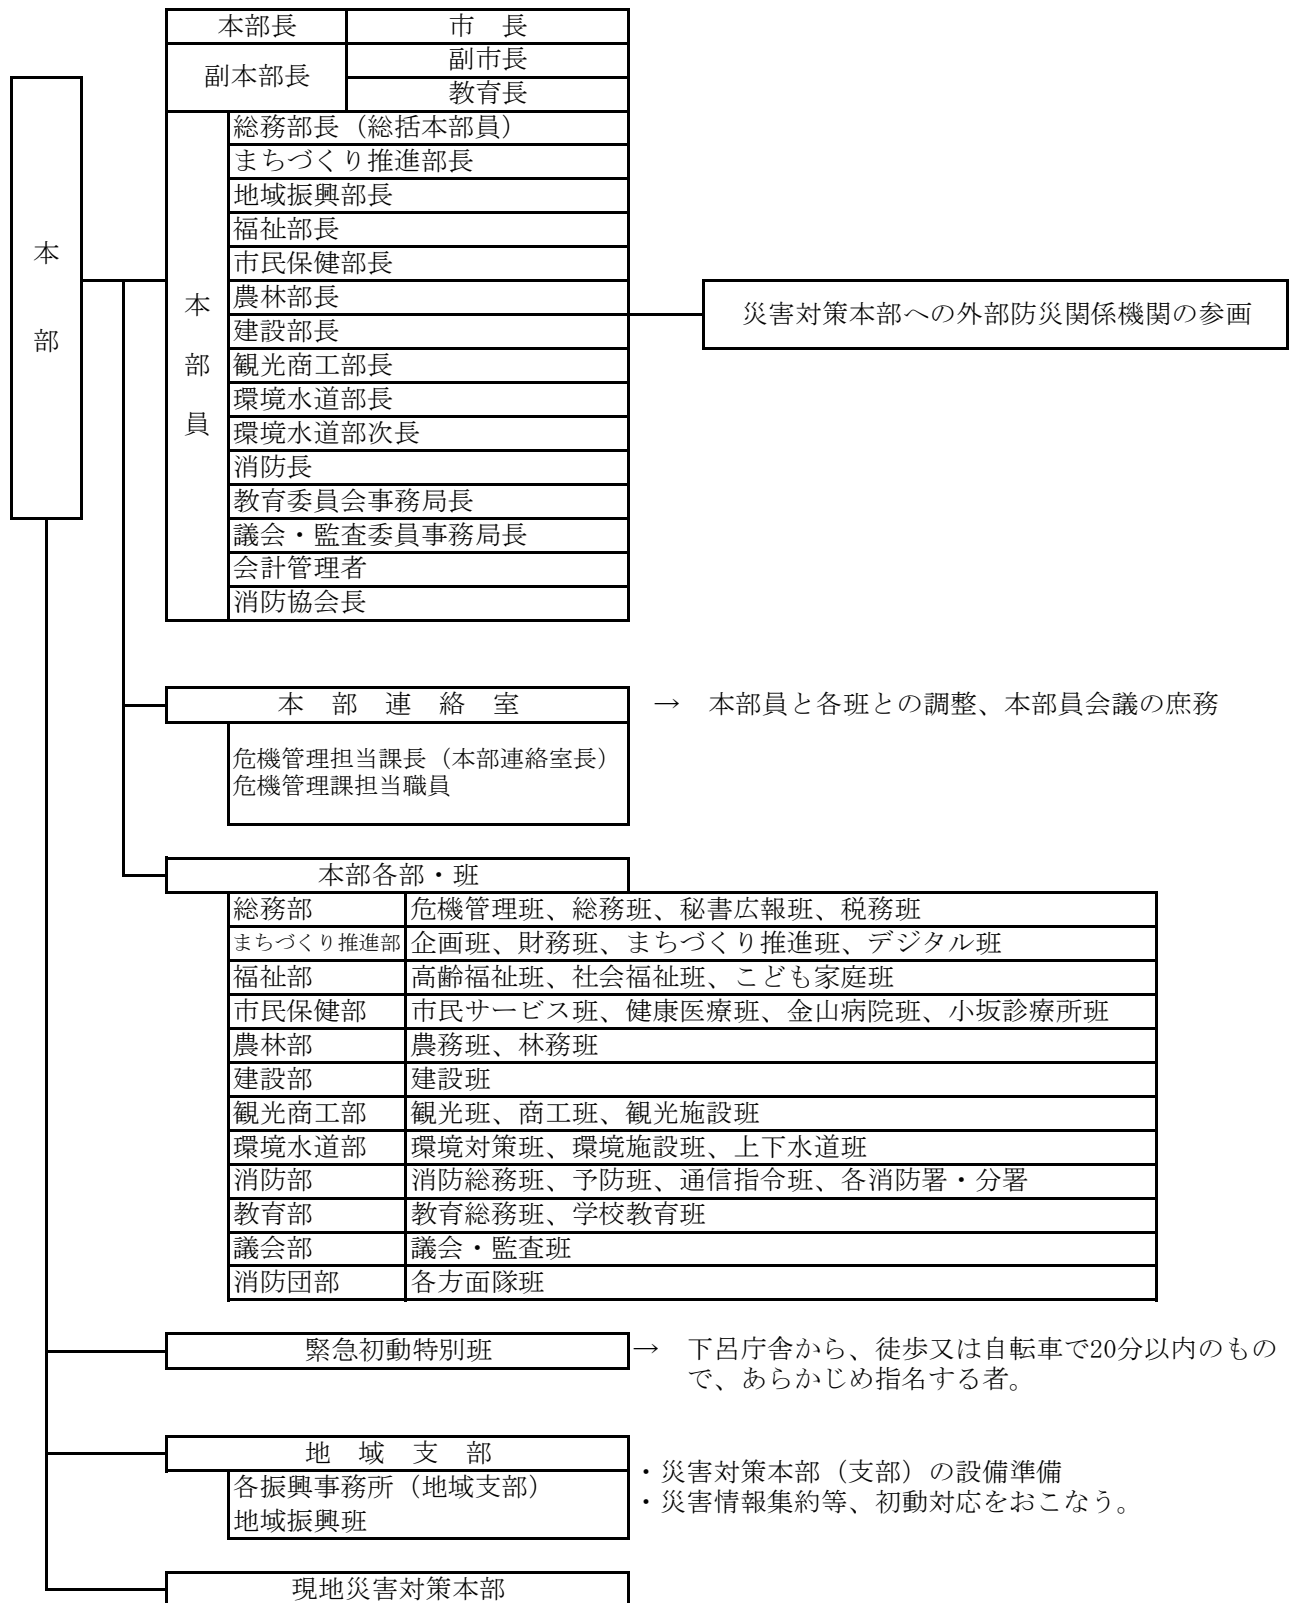 本部
本部長 市 長
副本部長 副市長
教育長
本部員
総務部長（総括本部員）
まちづくり推進部長
地域振興部長
福祉部長
市民保健部長
農林部長
建設部長
観光商工部長
環境水道部長
環境水道部次長
消防長
教育委員会事務局長
議会・監査委員事務局長
会計管理者
消防協会長
災害対策本部への外部防災関係機関の参画
本 部 連 絡 室 → 本部員と各班との調整、本部員会議の庶務
危機管理担当課長（本部連絡室長）
危機管理課担当職員
本部各部・班
総務部 危機管理班、総務班、秘書広報班、税務班
まちづくり推進部 企画班、財務班、まちづくり推進班、デジタル班
福祉部 高齢福祉班、社会福祉班、こども家庭班
市民保健部 市民サービス班、健康医療班、金山病院班、小坂診療所班
農林部 農務班、林務班
建設部 建設班
観光商工部 観光班、商工班、観光施設班
環境水道部 環境対策班、環境施設班、上下水道班
消防部 消防総務班、予防班、通信指令班、各消防署・分署
教育部 教育総務班、学校教育班
議会部 議会・監査班
消防団部 各方面隊班
緊急初動特別班 → 下呂庁舎から、徒歩又は自転車で20分以内のもの
で、あらかじめ指名する者。
地 域 支 部
各振興事務所（地域支部）
地域振興班
・災害対策本部（支部）の設備準備
・災害情報集約等、初動対応をおこなう。
現地災害対策本部